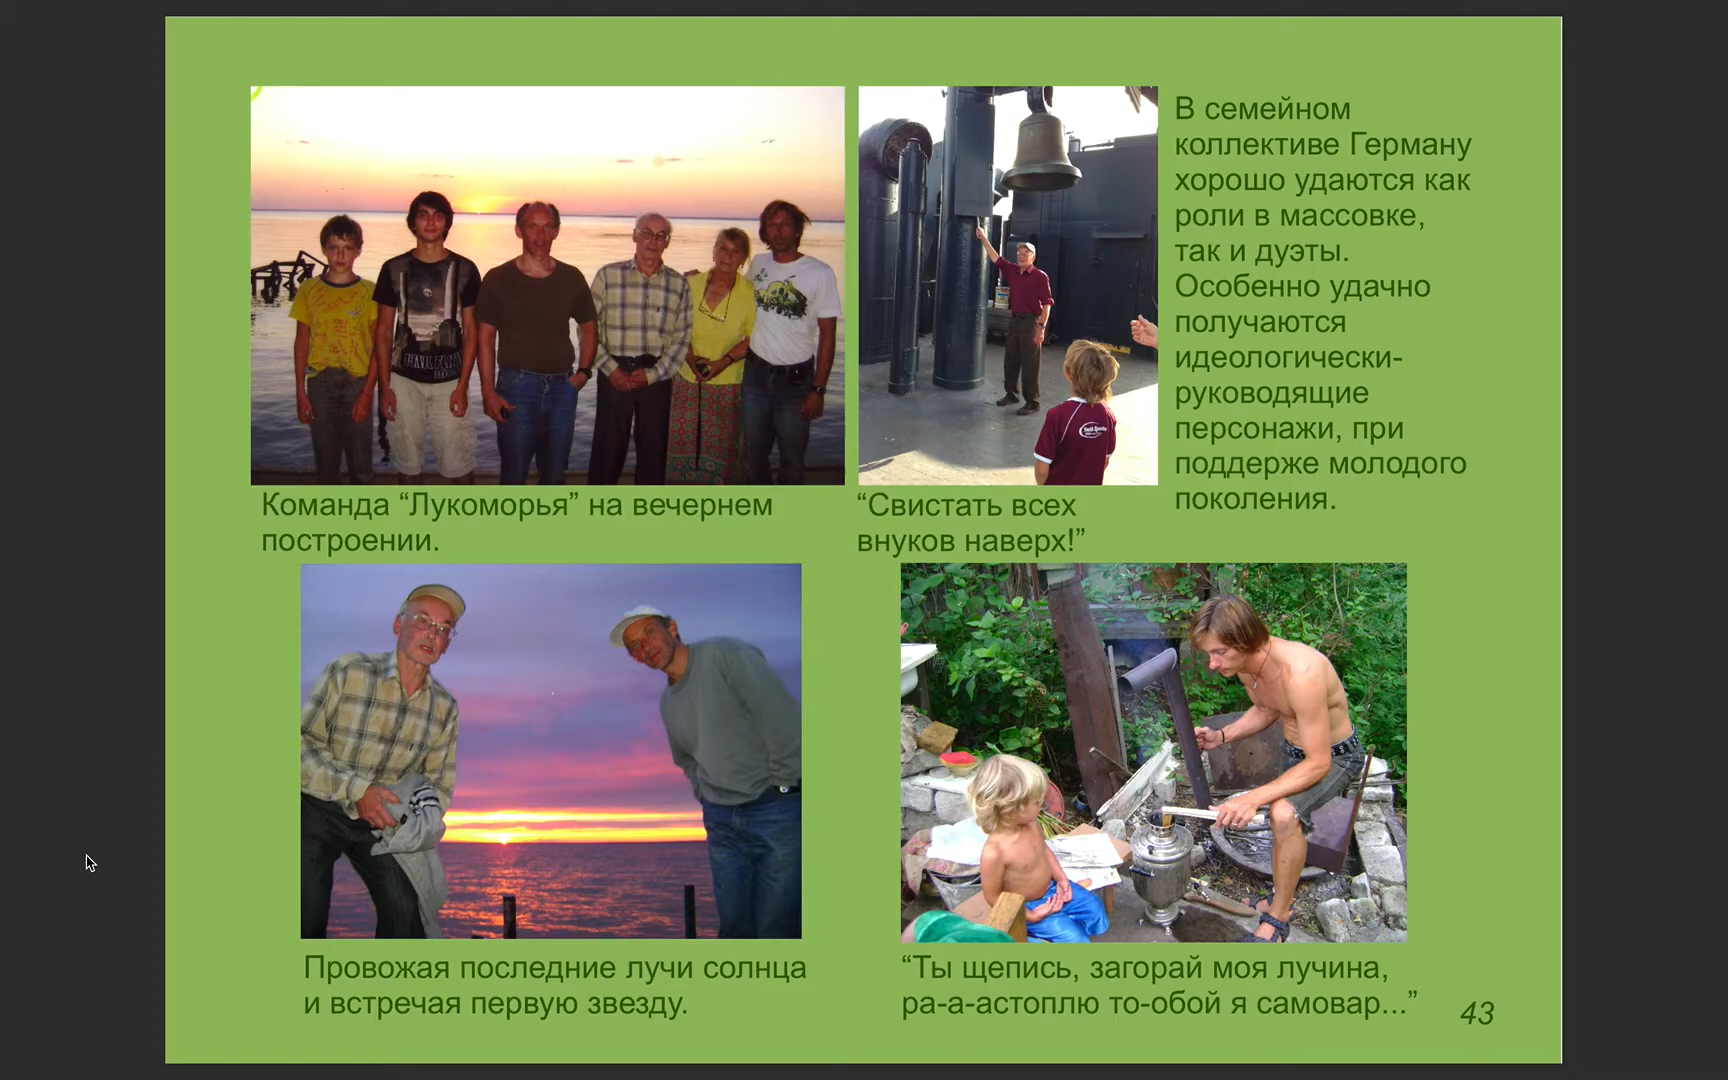 В семейном
коллективе Герману
хорошо удаются как
роли в массовке,
так и дуэты.
Особенно удачно
получаются
идеологически-
руководящие
персонажи, при
поддерже молодого
поколения.
Команда “Лукоморья” на вечернем
построении.
“Свистать всех
внуков наверх!”
Провожая последние лучи солнца
и встречая первую звезду.
“Ты щепись, загорай моя лучина,
ра-а-астоплю то-обой я самовар...”
43